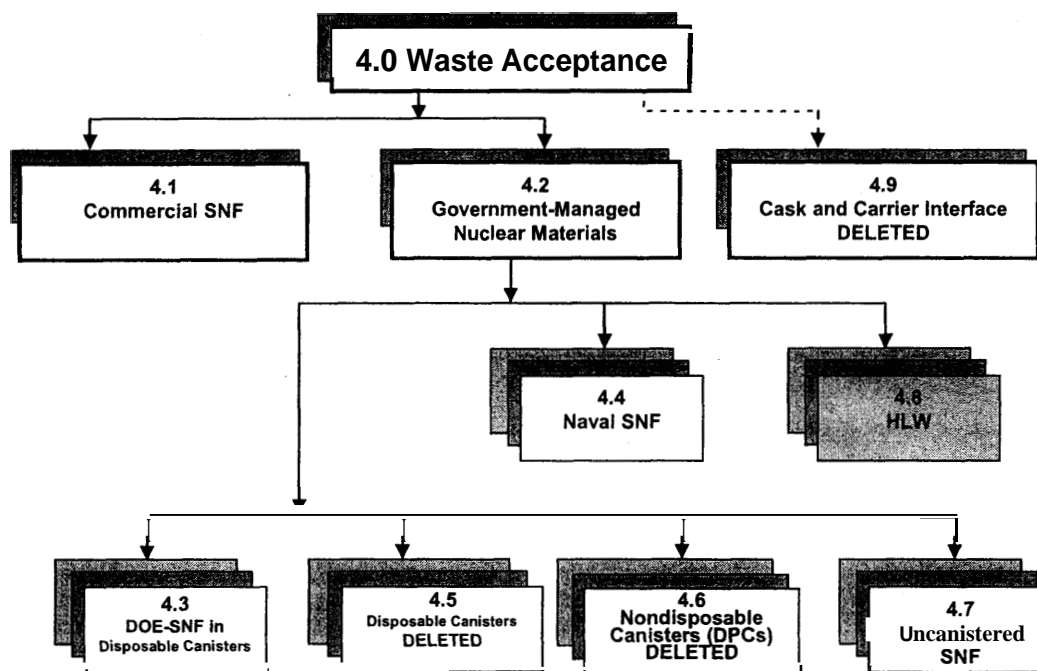 4.0 Waste Acceptance
4.1
Commercial SNF
4.2
Government-Managed
Nuclear Materials
4.9
Cask and Carrier Interface
DELETED
4.4
Naval SNF
4.8
HLW
4.3
DOE-SNF in
Disposable Canisters
4.5
Disposable Canisters
DELETED
4.6
Nondisposable
Canisters (DPCs)
DELETED
4.7
Uncanistered
SNF